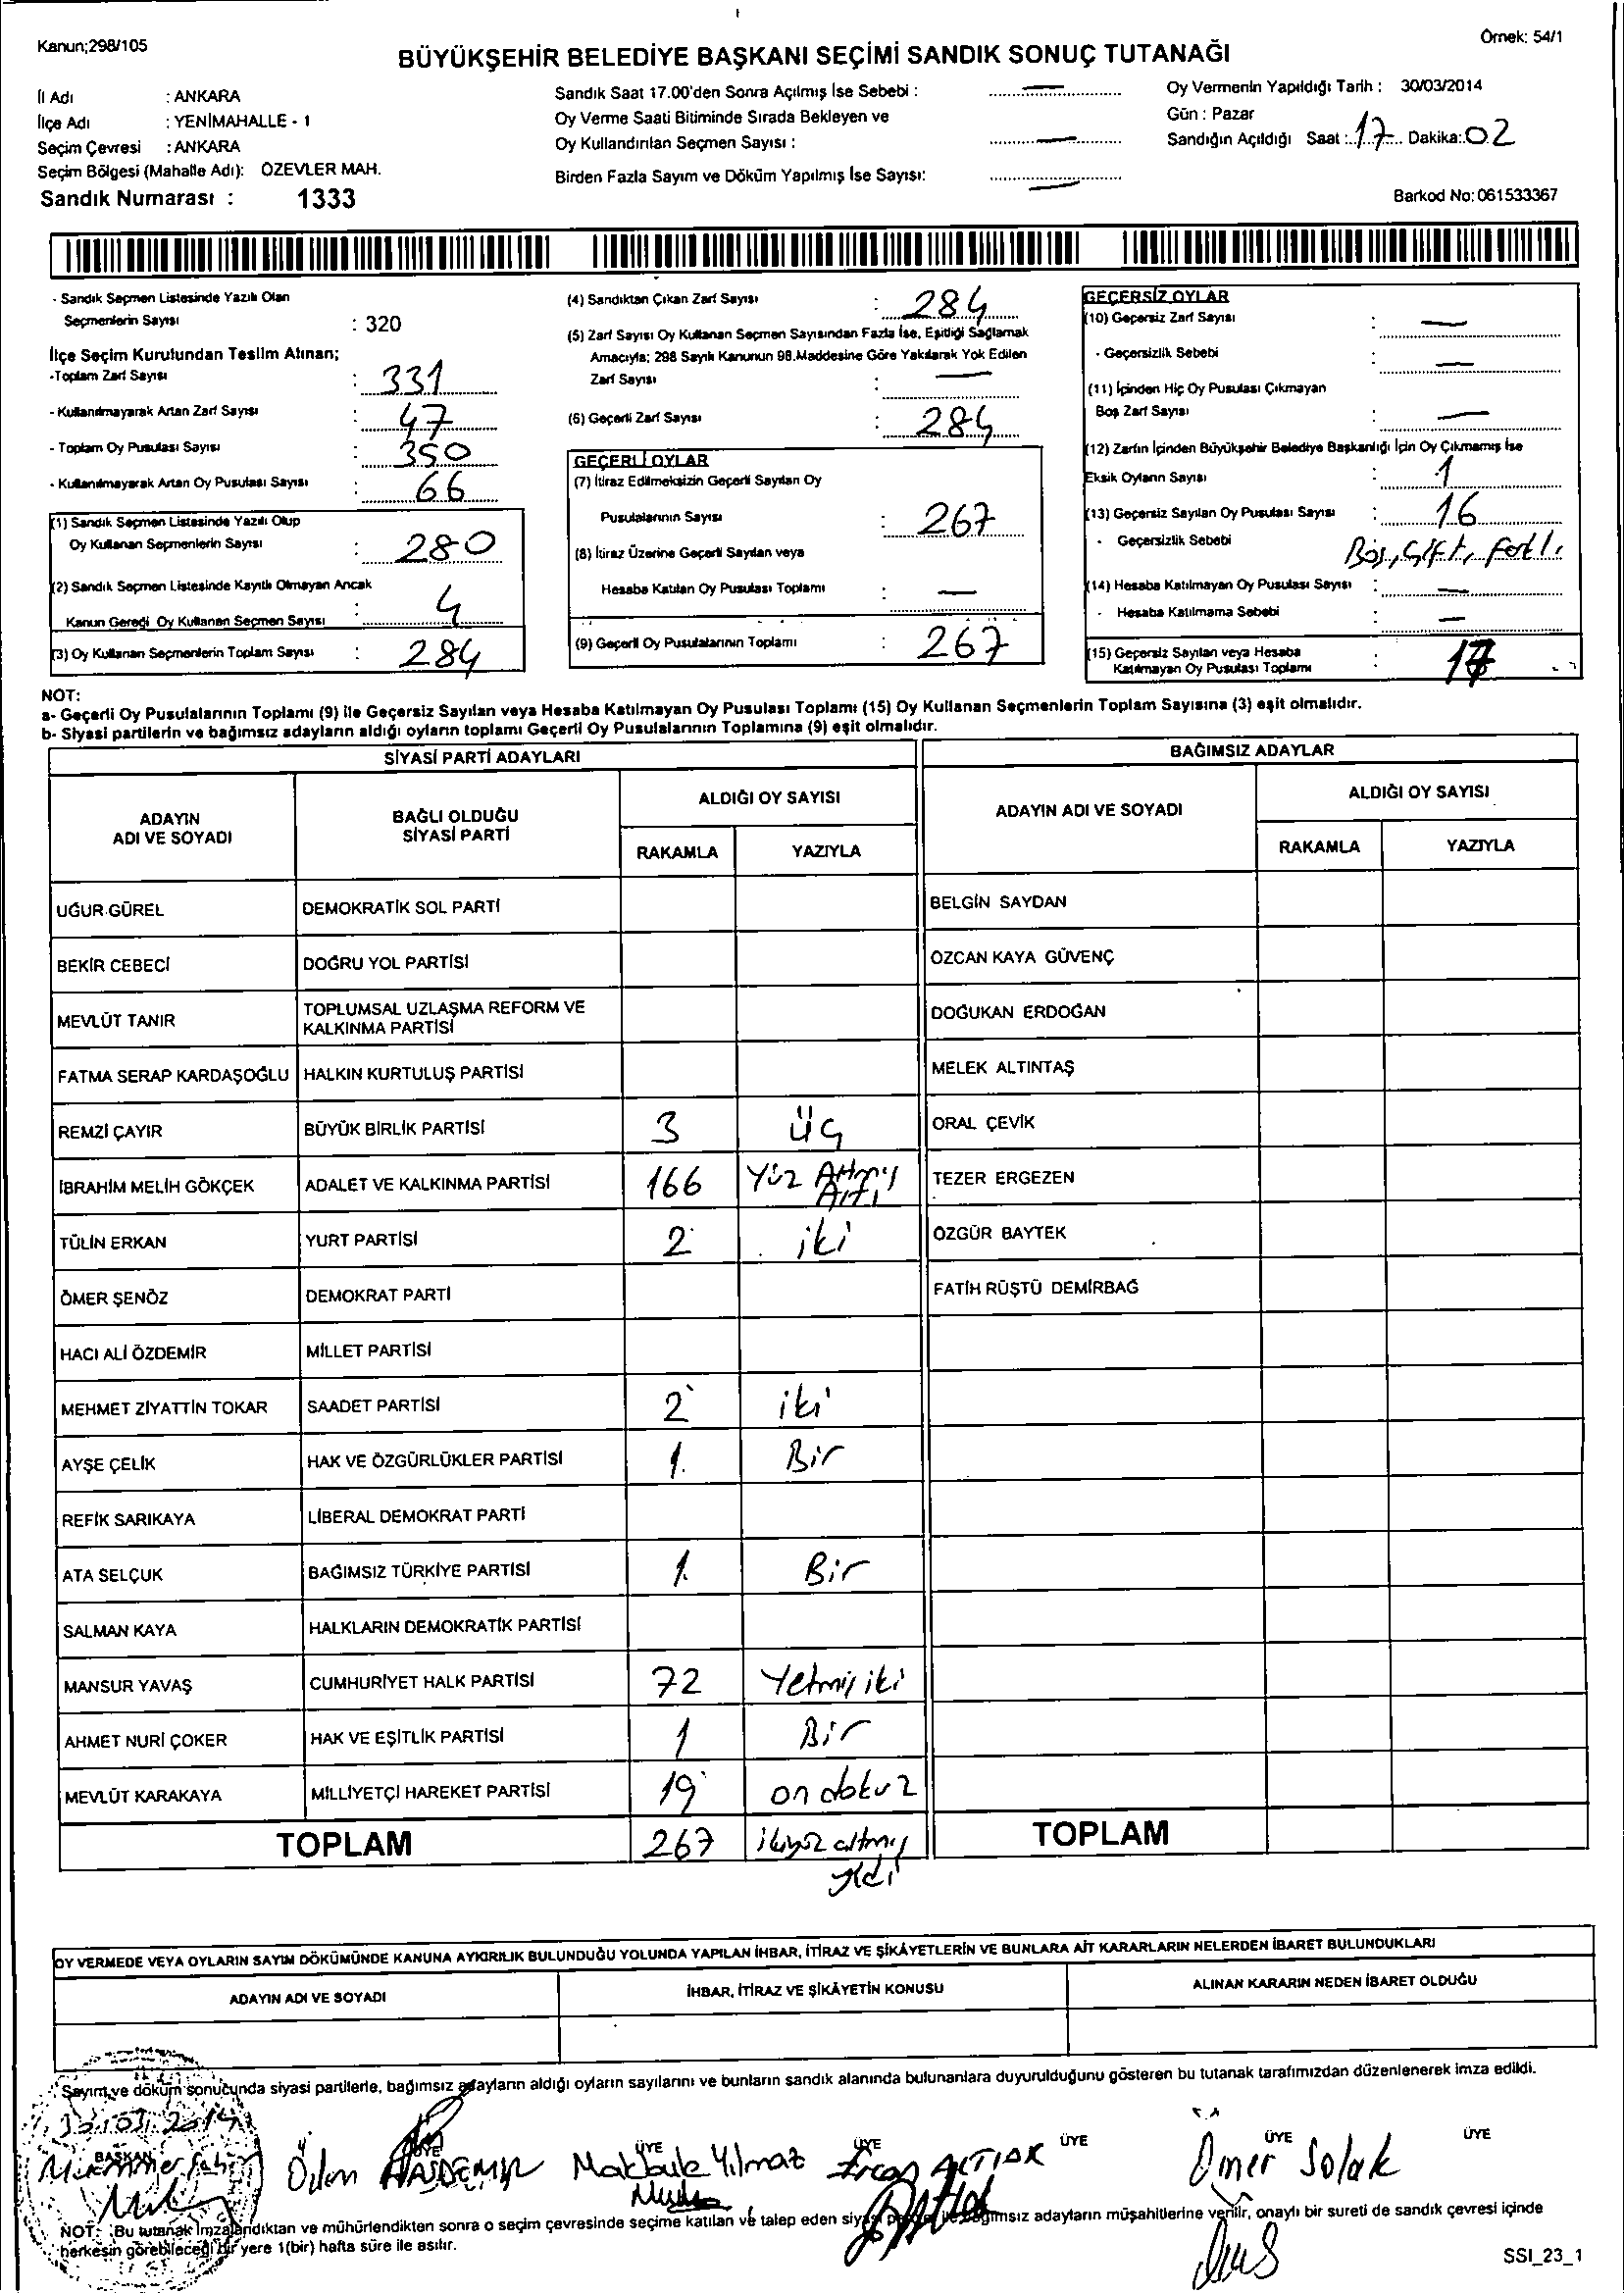 Kanun;298/105
Örnek: 54/1
BÜYÜKŞEHİR BELEDİYE BAŞKANI SEÇİMİ SANDIK SONUÇ TUTANAĞI
İl Adı : ANKARA
İlçe Adı : YENİMAHALLE - 1
Seçim Çevresi : ANKARA
Seçim Bölgesi (Mahalle Adı): ÖZEVLER MAH.
Sandık Numarası : 1333
Sandık Saat 17.00'den Sonra Açılmış İse Sebebi : —
Oy Verme Saati Bitiminde Sırada Bekleyen ve
Oy Kullandırılan Seçmen Sayısı : —
Birden Fazla Sayım ve Döküm Yapılmış İse Sayısı: —
Oy Vermenin Yapıldığı Tarih : 30/03/2014
Gün : Pazar
Sandığın Açıldığı Saat : 17 Dakika: 02
Barkod No: 061533367
- Sandık Seçmen Listesinde Yazılı Olan
Seçmenlerin Sayısı : 320
İlçe Seçim Kurulundan Teslim Alınan;
-Toplam Zarf Sayısı : 331
- Kullanılmayarak Artan Zarf Sayısı : 47
- Toplam Oy Pusulası Sayısı : 350
- Kullanılmayarak Artan Oy Pusulası Sayısı : 66
(1) Sandık Seçmen Listesinde Yazılı Olup
Oy Kullanan Seçmenlerin Sayısı : 280
(2) Sandık Seçmen Listesinde Kayıtlı Olmayan Ancak
Kanun Gereği Oy Kullanan Seçmen Sayısı : 4
(3) Oy Kullanan Seçmenlerin Toplam Sayısı : 284
(4) Sandıktan Çıkan Zarf Sayısı : 284
(5) Zarf Sayısı Oy Kullanan Seçmen Sayısından Fazla İse, Eşitliği Sağlamak
Amacıyla; 298 Sayılı Kanunun 98.Maddesine Göre Yakılarak Yok Edilen
Zarf Sayısı : —
(6) Geçerli Zarf Sayısı : 284
GEÇERLİ OYLAR
(7) İtiraz Edilmeksizin Geçerli Sayılan Oy
Pusulalarının Sayısı : 267
(8) İtiraz Üzerine Geçerli Sayılan veya
Hesaba Katılan Oy Pusulası Toplamı : —
(9) Geçerli Oy Pusulalarının Toplamı : 267
GEÇERSİZ OYLAR
(10) Geçersiz Zarf Sayısı : —
- Geçersizlik Sebebi : —
(11) İçinden Hiç Oy Pusulası Çıkmayan
Boş Zarf Sayısı : —
(12) Zarfın İçinden Büyükşehir Belediye Başkanlığı İçin Oy Çıkmamış İse
Eksik Oyların Sayısı : 1
(13) Geçersiz Sayılan Oy Pusulası Sayısı : 16
- Geçersizlik Sebebi Boş, Çift,
(14) Hesaba Katılmayan Oy Pusulası Sayısı : —
- Hesaba Katılmama Sebebi : —
(15) Geçersiz Sayılan veya Hesaba
Katılmayan Oy Pusulası Toplamı : 17
NOT:
a- Geçerli Oy Pusulalarının Toplamı (9) ile Geçersiz Sayılan veya Hesaba Katılmayan Oy Pusulası Toplamı (15) Oy Kullanan Seçmenlerin Toplam Sayısına (3) eşit olmalıdır.
b- Siyasi partilerin ve bağımsız adayların aldığı oyların toplamı Geçerli Oy Pusulalarının Toplamına (9) eşit olmalıdır.
SİYASİ PARTİ ADAYLARI
BAĞIMSIZ ADAYLAR
ADAYIN
ADI VE SOYADI
BAĞLI OLDUĞU
SİYASİ PARTİ
ALDIĞI OY SAYISI
RAKAMLA YAZIYLA
ADAYIN ADI VE SOYADI
ALDIĞI OY SAYISI
RAKAMLA YAZIYLA
UĞUR GÜREL DEMOKRATİK SOL PARTİ BELGİN SAYDAN
BEKİR CEBECİ DOĞRU YOL PARTİSİ ÖZCAN KAYA GÜVENÇ
MEVLÜT TANIR TOPLUMSAL UZLAŞMA REFORM VE
KALKINMA PARTİSİ DOĞUKAN ERDOĞAN
FATMA SERAP KARDAŞOĞLU HALKIN KURTULUŞ PARTİSİ MELEK ALTINTAŞ
REMZİ ÇAYIR BÜYÜK BİRLİK PARTİSİ 3 üç ORAL ÇEVİK
İBRAHİM MELİH GÖKÇEK ADALET VE KALKINMA PARTİSİ 166 Yüz Atmış Altı TEZER ERGEZEN
TÜLİN ERKAN YURT PARTİSİ 2 iki ÖZGÜR BAYTEK
ÖMER ŞENÖZ DEMOKRAT PARTİ FATİH RÜŞTÜ DEMİRBAĞ
HACI ALİ ÖZDEMİR MİLLET PARTİSİ
MEHMET ZİYATTİN TOKAR SAADET PARTİSİ 2 iki
AYŞE ÇELİK HAK VE ÖZGÜRLÜKLER PARTİSİ 1 Bir
REFİK SARIKAYA LİBERAL DEMOKRAT PARTİ
ATA SELÇUK BAĞIMSIZ TÜRKİYE PARTİSİ 1 Bir
SALMAN KAYA HALKLARIN DEMOKRATİK PARTİSİ
MANSUR YAVAŞ CUMHURİYET HALK PARTİSİ 72 Yetmiş iki
AHMET NURİ ÇOKER HAK VE EŞİTLİK PARTİSİ 1 Bir
MEVLÜT KARAKAYA MİLLİYETÇİ HAREKET PARTİSİ 19 on dokuz
TOPLAM 267 ikiyüz altmış yedi TOPLAM
OY VERMEDE VEYA OYLARIN SAYIM DÖKÜMÜNDE KANUNA AYKIRILIK BULUNDUĞU YOLUNDA YAPILAN İHBAR, İTİRAZ VE ŞİKÂYETLERİN VE BUNLARA AİT KARARLARIN NELERDEN İBARET BULUNDUKLARI
ADAYIN ADI VE SOYADI İHBAR, İTİRAZ VE ŞİKÂYETİN KONUSU ALINAN KARARIN NEDEN İBARET OLDUĞU
Sayım ve döküm sonucunda siyasi partilerle, bağımsız adayların aldığı oyların sayılarını ve bunların sandık alanında bulunanlara duyurulduğunu gösteren bu tutanak tarafımızdan düzenlenerek imza edildi.
30.03.2014
BAŞKAN ÜYE ÜYE ÜYE ÜYE ÜYE ÜYE
Makbule Yılmaz Ercan Ömer Solak
NOT: Bu tutanak imzalandıktan ve mühürlendikten sonra o seçim çevresinde seçime katılan ve talep eden siyasi bağımsız adayların müşahitlerine verilir, onaylı bir sureti de sandık çevresi içinde
herkesin görebileceği bir yere 1(bir) hafta süre ile asılır.
SSI_23_1